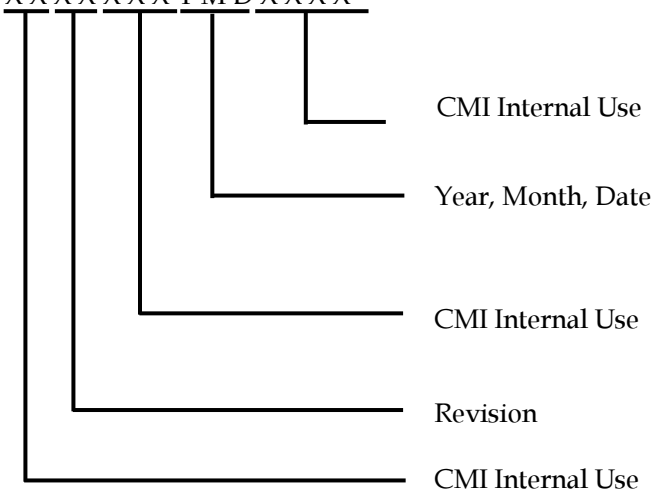 X X X X X X X Y M D X X X X
CMI Internal Use
Year, Month, Date
CMI Internal Use
Revision
CMI Internal Use